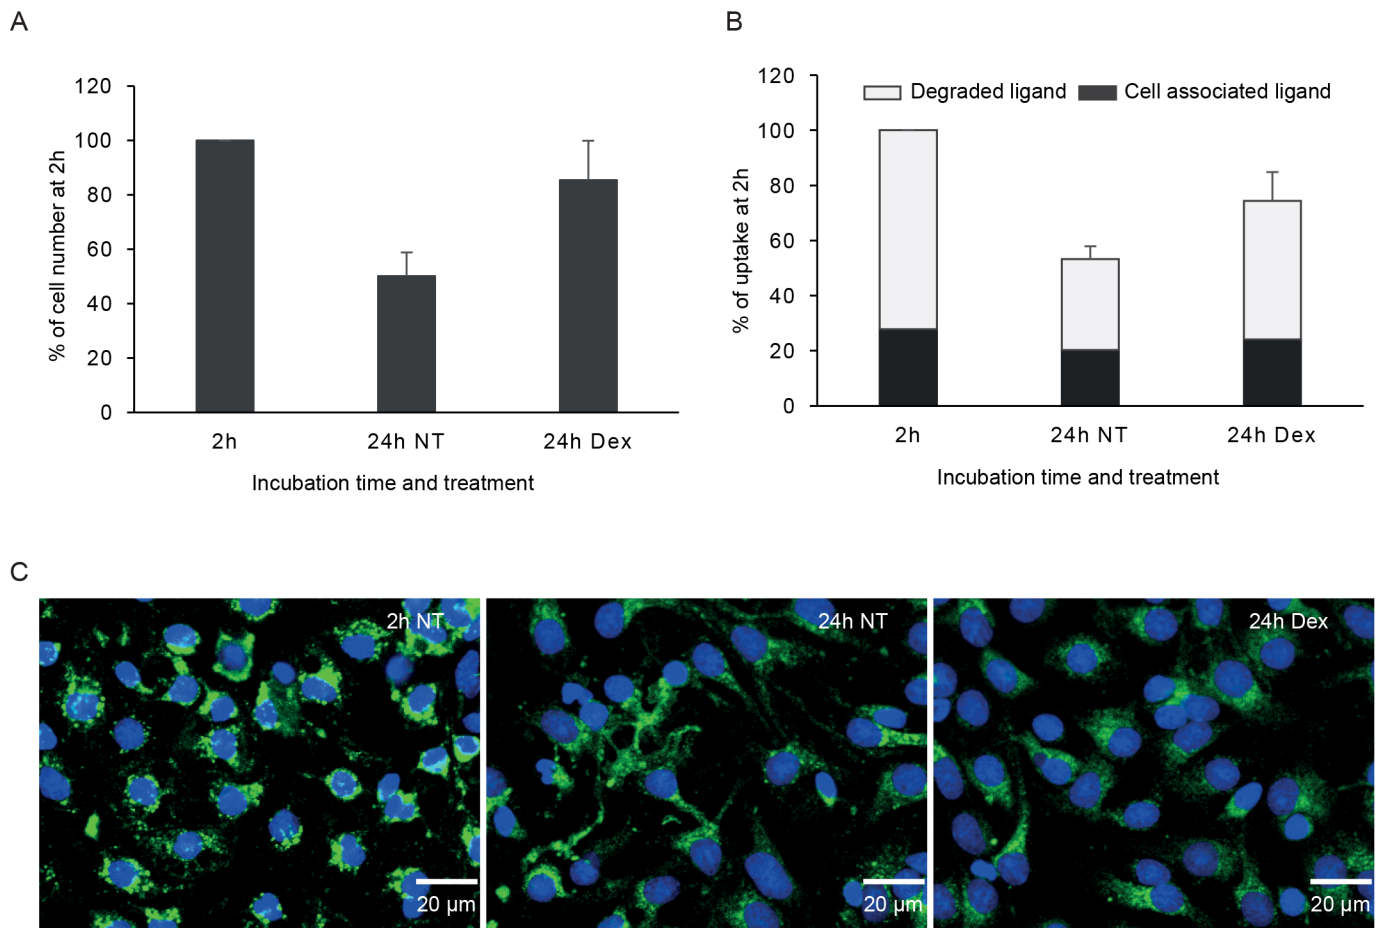 A
% of cell number at 2h
120
100
80
60
40
20
0
2h 24h NT 24h Dex
Incubation time and treatment
B
% of uptake at 2h
120
100
80
60
40
20
0
Degraded ligand Cell associated ligand
2h 24h NT 24h Dex
Incubation time and treatment
C
2h NT
20 µm
24h NT
20 µm
24h Dex
20 µm